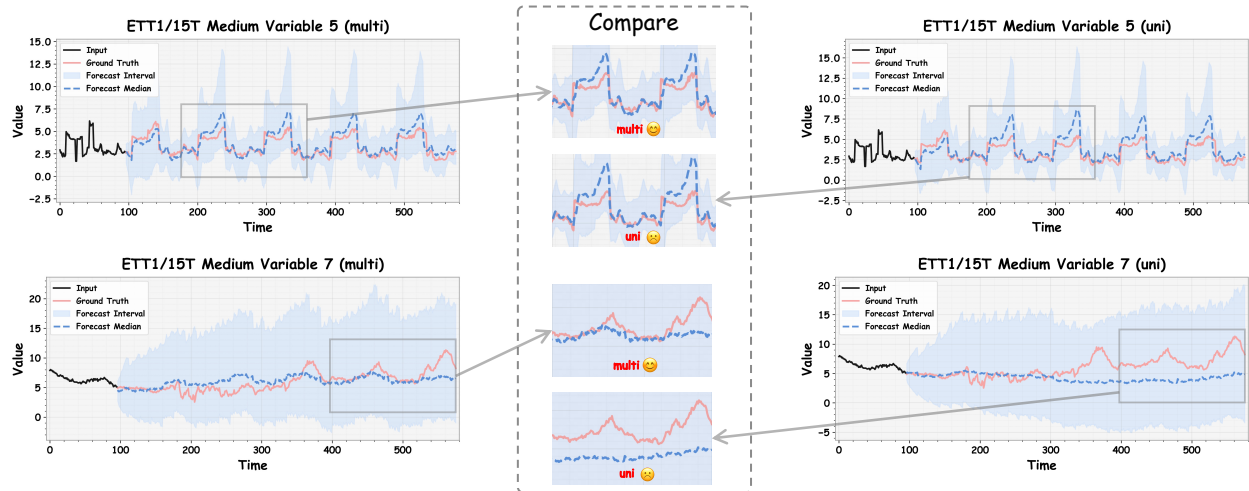 Compare
ETT1/15T Medium Variable 5 (multi)
Input
Ground Truth
Forecast Interval
Forecast Median
Value
15.0
12.5
10.0
7.5
5.0
2.5
0.0
−2.5
0
100
200
300
400
500
Time
multi
uni
ETT1/15T Medium Variable 5 (uni)
Input
Ground Truth
Forecast Interval
Forecast Median
Value
15.0
12.5
10.0
7.5
5.0
2.5
0.0
−2.5
0
100
200
300
400
500
Time
ETT1/15T Medium Variable 7 (multi)
Input
Ground Truth
Forecast Interval
Forecast Median
Value
20
15
10
5
0
0
100
200
300
400
500
Time
multi
uni
ETT1/15T Medium Variable 7 (uni)
Input
Ground Truth
Forecast Interval
Forecast Median
Value
20
15
10
5
0
−5
0
100
200
300
400
500
Time